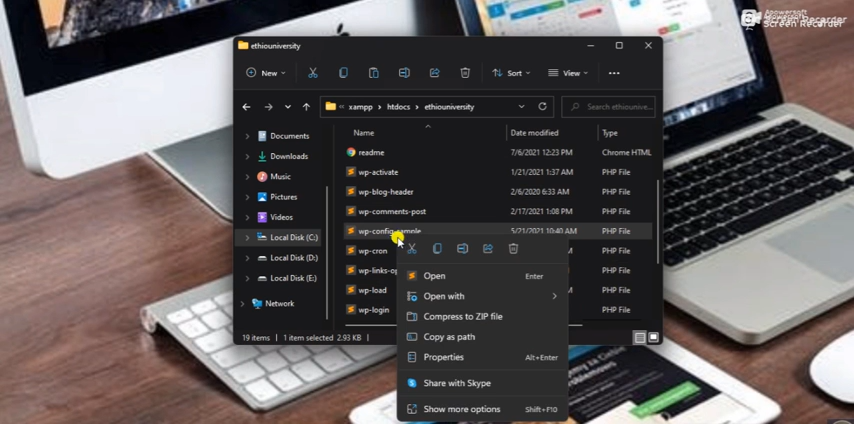 Apowersoft
Screen Recorder
ethiouniversity
New
Sort
View
xampp
htdocs
ethiouniversity
Search ethiounive...
Name
Date modified
Type
Documents
Downloads
Music
Pictures
Videos
Local Disk (C:)
Local Disk (D:)
Local Disk (E:)
Network
readme 7/6/2021 12:23 PM Chrome HTML
wp-activate 1/21/2021 1:37 AM PHP File
wp-blog-header 2/6/2020 6:33 AM PHP File
wp-comments-post 2/17/2021 1:08 PM PHP File
wp-config-sample 5/21/2021 10:40 AM PHP File
wp-cron PHP File
wp-links-op PHP File
wp-load PHP File
wp-login PHP File
Open Enter
Open with
Compress to ZIP file
Copy as path
Properties Alt+Enter
Share with Skype
Show more options Shift+F10
19 items 1 item selected 2.93 KB